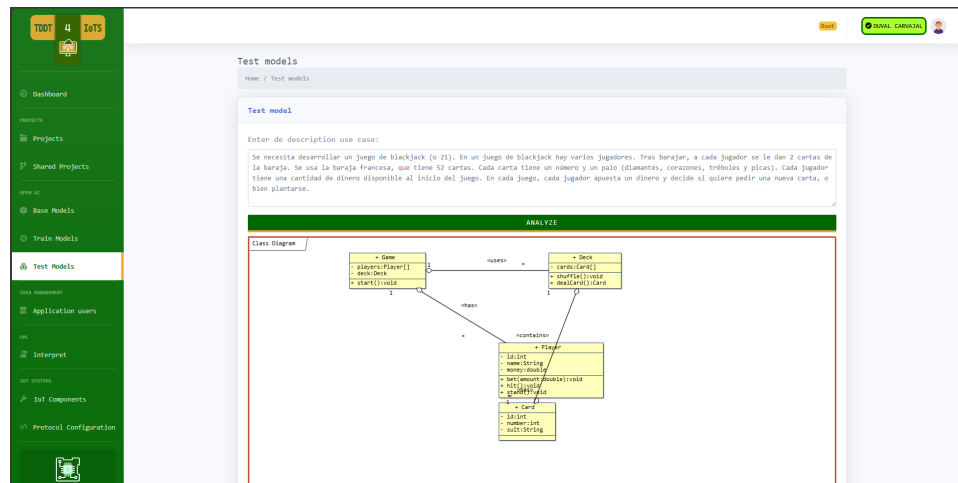 TDDT 4 IoTS
Root
DUVAL CARVAJAL
Dashboard
PROJECTS
Projects
Shared Projects
OPEN AI
Base Models
Train Models
Test Models
USER MANAGEMENT
Application users
UML
Interpret
IOT SYSTEMS
IoT Components
Protocol Configuration
Test models
Home / Test models
Test model
Enter de description use case:
Se necesita desarrollar un juego de blackjack (o 21). En un juego de blackjack hay varios jugadores. Tras barajar, a cada jugador se le dan 2 cartas de
la baraja. Se usa la baraja francesa, que tiene 52 cartas. Cada carta tiene un número y un palo (diamantes, corazones, tréboles y picas). Cada jugador
tiene una cantidad de dinero disponible al inicio del juego. En cada juego, cada jugador apuesta un dinero y decide si quiere pedir una nueva carta, o
bien plantarse.
ANALYZE
Class Diagram
+ Game
- players:Player[]
- deck:Deck
+ start():void
1
«uses»
*
+ Deck
- cards:Card[]
+ shuffle():void
+ dealCard():Card
1
1
«has»
*
«contains»
+ Player
- id:int
- name:String
- money:double
+ bet(amount:double):void
+ hit():void
+ stand():void
1
+ Card
- id:int
- number:int
- suit:String